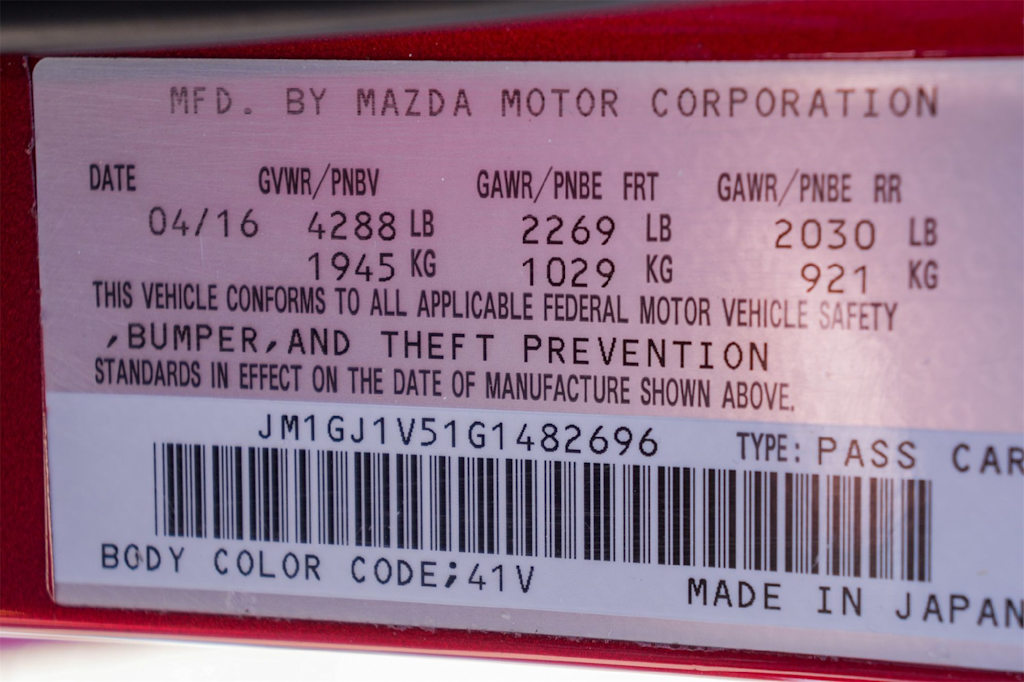 MFD. BY MAZDA MOTOR CORPORATION
DATE GVWR/PNBV GAWR/PNBE FRT GAWR/PNBE RR
04/16 4288 LB 2269 LB 2030 LB
1945 KG 1029 KG 921 KG
THIS VEHICLE CONFORMS TO ALL APPLICABLE FEDERAL MOTOR VEHICLE SAFETY
,BUMPER,AND THEFT PREVENTION
STANDARDS IN EFFECT ON THE DATE OF MANUFACTURE SHOWN ABOVE.
JM1GJ1V51G1482696 TYPE: PASS CAR
BODY COLOR CODE;41V MADE IN JAPAN